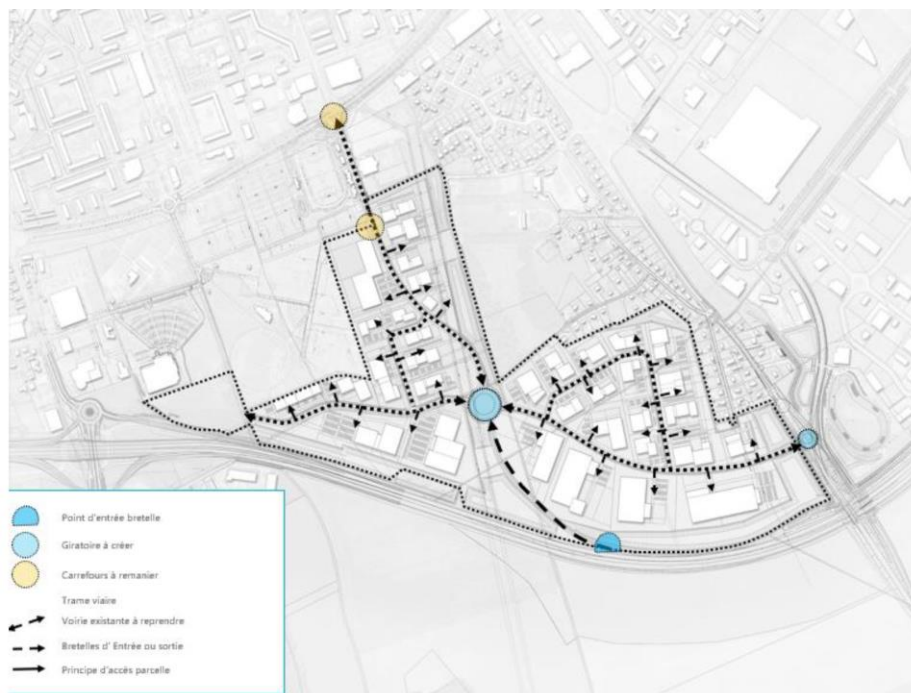 Point d'entrée bretelle
Giratoire à créer
Carrefours à remanier
Trame viaire
Voirie existante à reprendre
Bretelles d' Entrée ou sortie
Principe d'accès parcelle